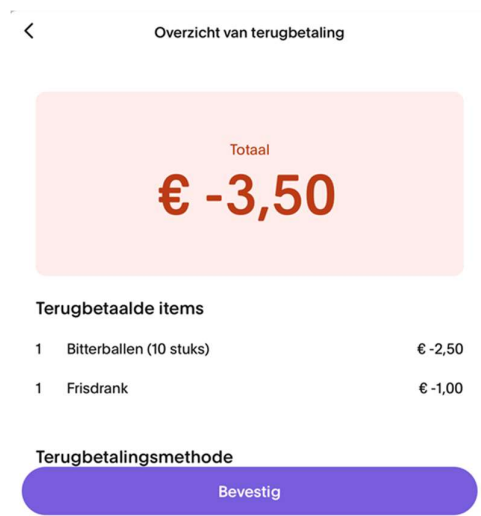 Overzicht van terugbetaling
Totaal
€ -3,50
Terugbetaalde items
1 Bitterballen (10 stuks) € -2,50
1 Frisdrank € -1,00
Terugbetalingsmethode
Bevestig